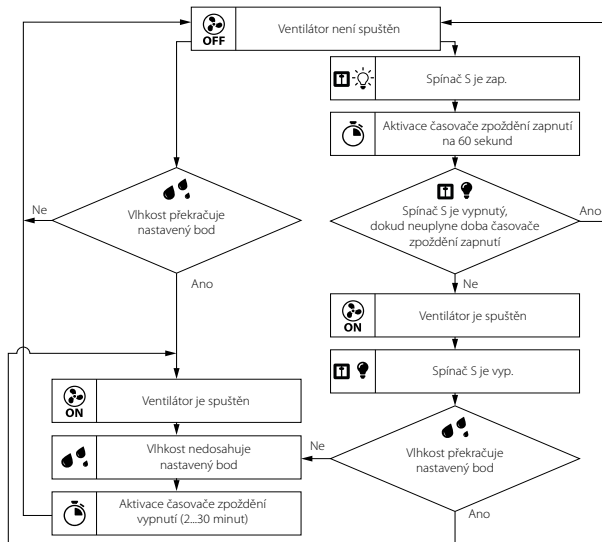 OFF
Ventilátor není spuštěn
Spínač S je zap.
Aktivace časovače zpoždění zapnutí
na 60 sekund
Ne
Vlhkost překračuje
nastavený bod
Ano
Spínač S je vypnutý,
dokud neuplyne doba časovače
zpoždění zapnutí
Ano
Ne
ON
Ventilátor je spuštěn
Spínač S je vyp.
ON
Ventilátor je spuštěn
Vlhkost nedosahuje
nastavený bod
Ne
Vlhkost překračuje
nastavený bod
Ano
Aktivace časovače zpoždění
vypnutí (2...30 minut)